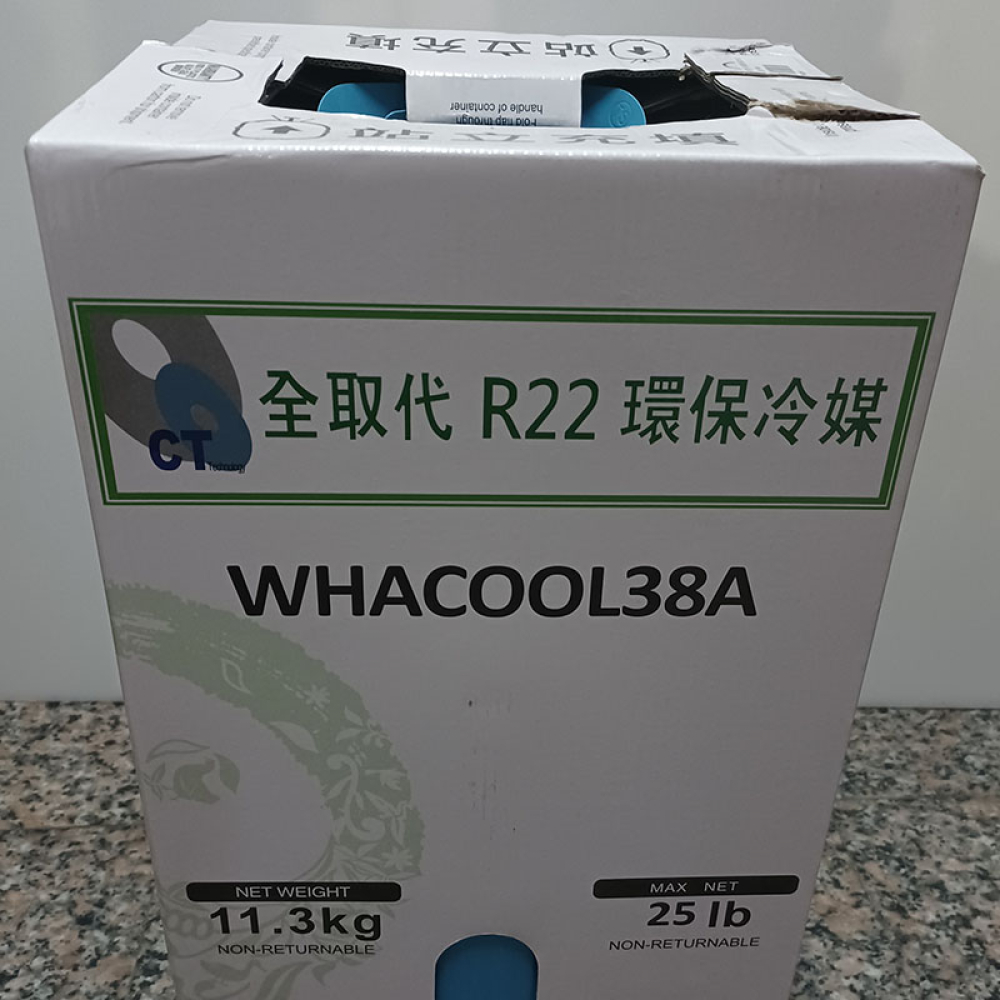 站立充填
Fold flap through
handle of container
站立充填
全取代 R22 環保冷媒
CT
Technology
WHACOOL38A
NET WEIGHT
11.3kg
NON-RETURNABLE
MAX NET
25 lb
NON-RETURNABLE